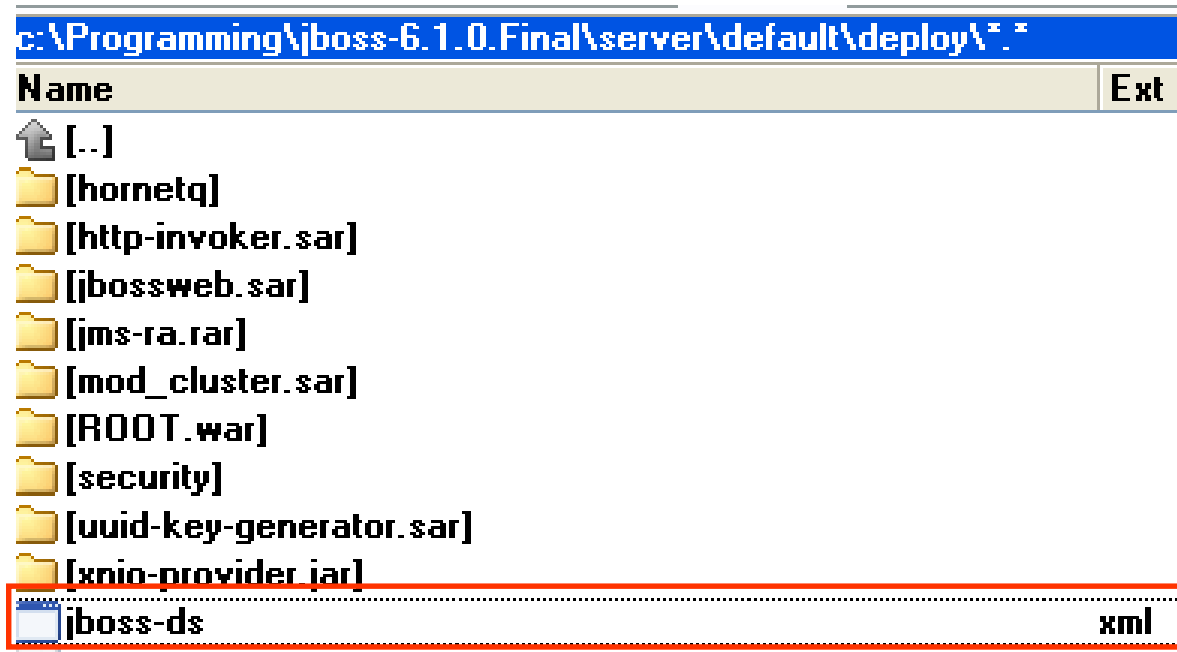 c:\Programming\jboss-6.1.0.Final\server\default\deploy\*.*
Name Ext
[..]
[hornetq]
[http-invoker.sar]
[jbossweb.sar]
[jms-ra.rar]
[mod_cluster.sar]
[ROOT.war]
[security]
[uuid-key-generator.sar]
[xnio-provider.jar]
jboss-ds xml